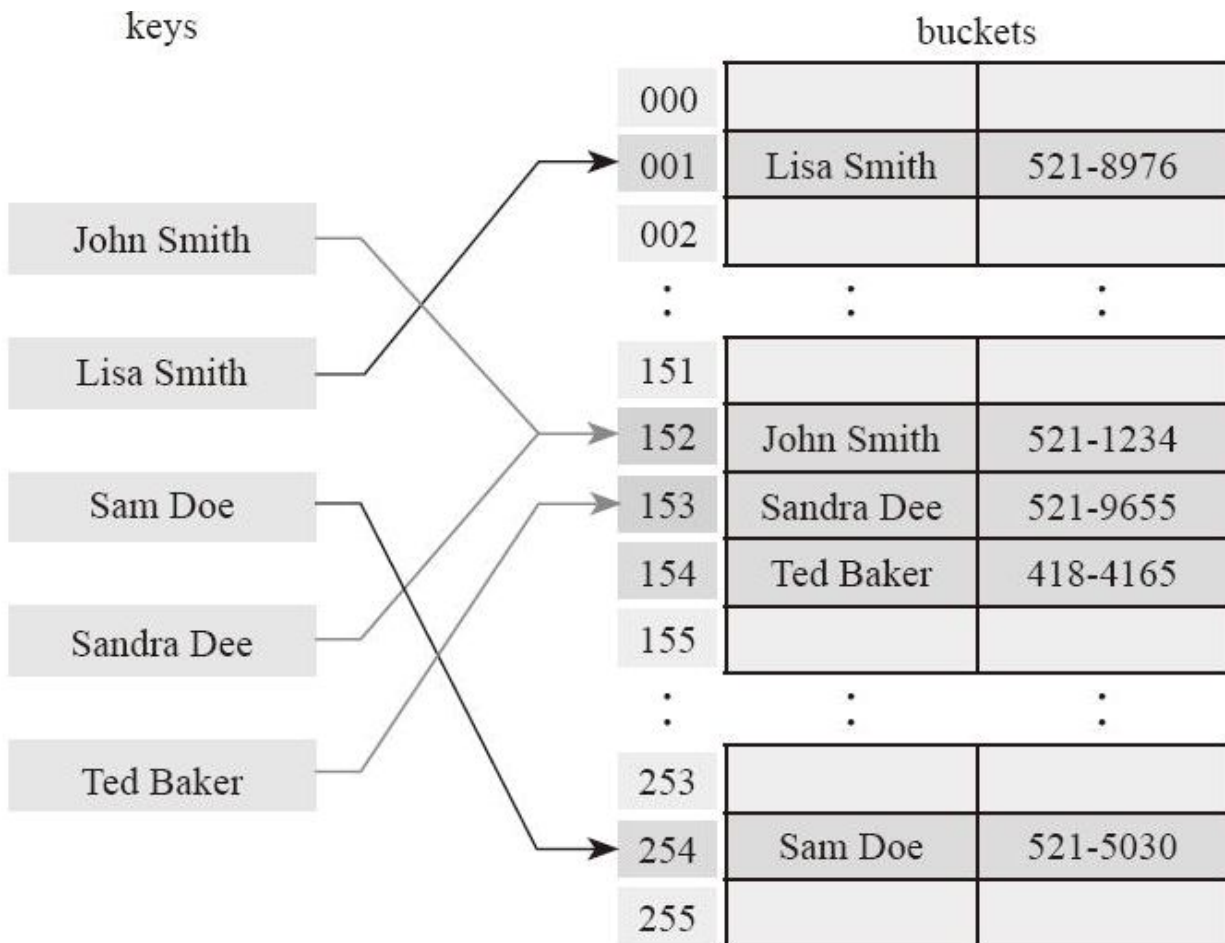 keys
buckets
John Smith
Lisa Smith
Sam Doe
Sandra Dee
Ted Baker
000
001 Lisa Smith 521-8976
002
: : :
151
152 John Smith 521-1234
153 Sandra Dee 521-9655
154 Ted Baker 418-4165
155
: : :
253
254 Sam Doe 521-5030
255